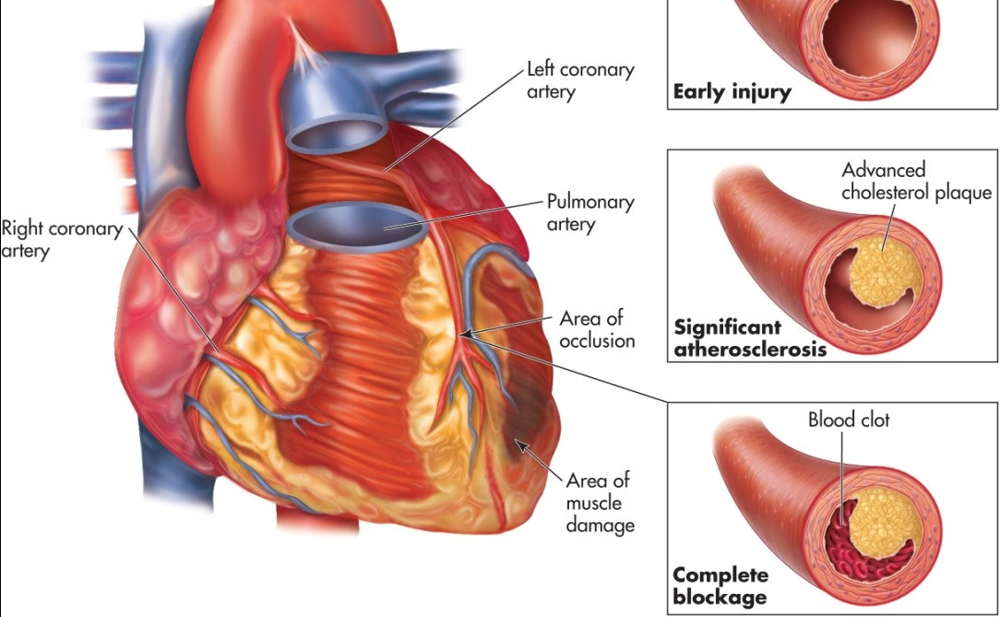 Left coronary
artery
Pulmonary
artery
Right coronary
artery
Area of
occlusion
Area of
muscle
damage
Early injury
Advanced
cholesterol plaque
Significant
atherosclerosis
Blood clot
Complete
blockage